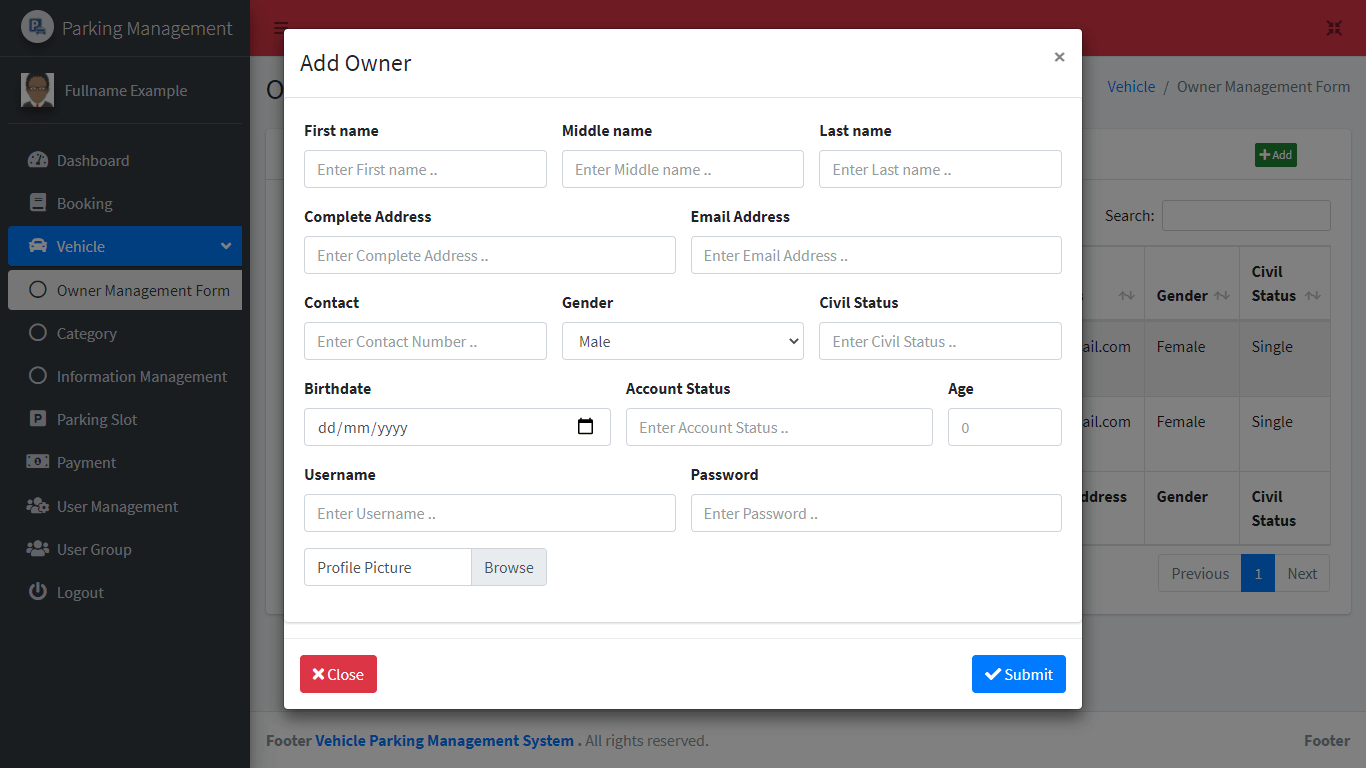 Parking Management
Fullname Example
Dashboard
Booking
Vehicle
Owner Management Form
Category
Information Management
Parking Slot
Payment
User Management
User Group
Logout
Vehicle / Owner Management Form
Add
Search:
Gender
Civil
Status
Female
Single
Female
Single
Gender
Civil
Status
Previous 1 Next
Add Owner
×
First name Middle name Last name
Enter First name .. Enter Middle name .. Enter Last name ..
Complete Address Email Address
Enter Complete Address .. Enter Email Address ..
Contact Gender Civil Status
Enter Contact Number .. Male Enter Civil Status ..
Birthdate Account Status Age
dd/mm/yyyy Enter Account Status .. 0
Username Password
Enter Username .. Enter Password ..
Profile Picture Browse
Close Submit
Footer Vehicle Parking Management System . All rights reserved.
Footer